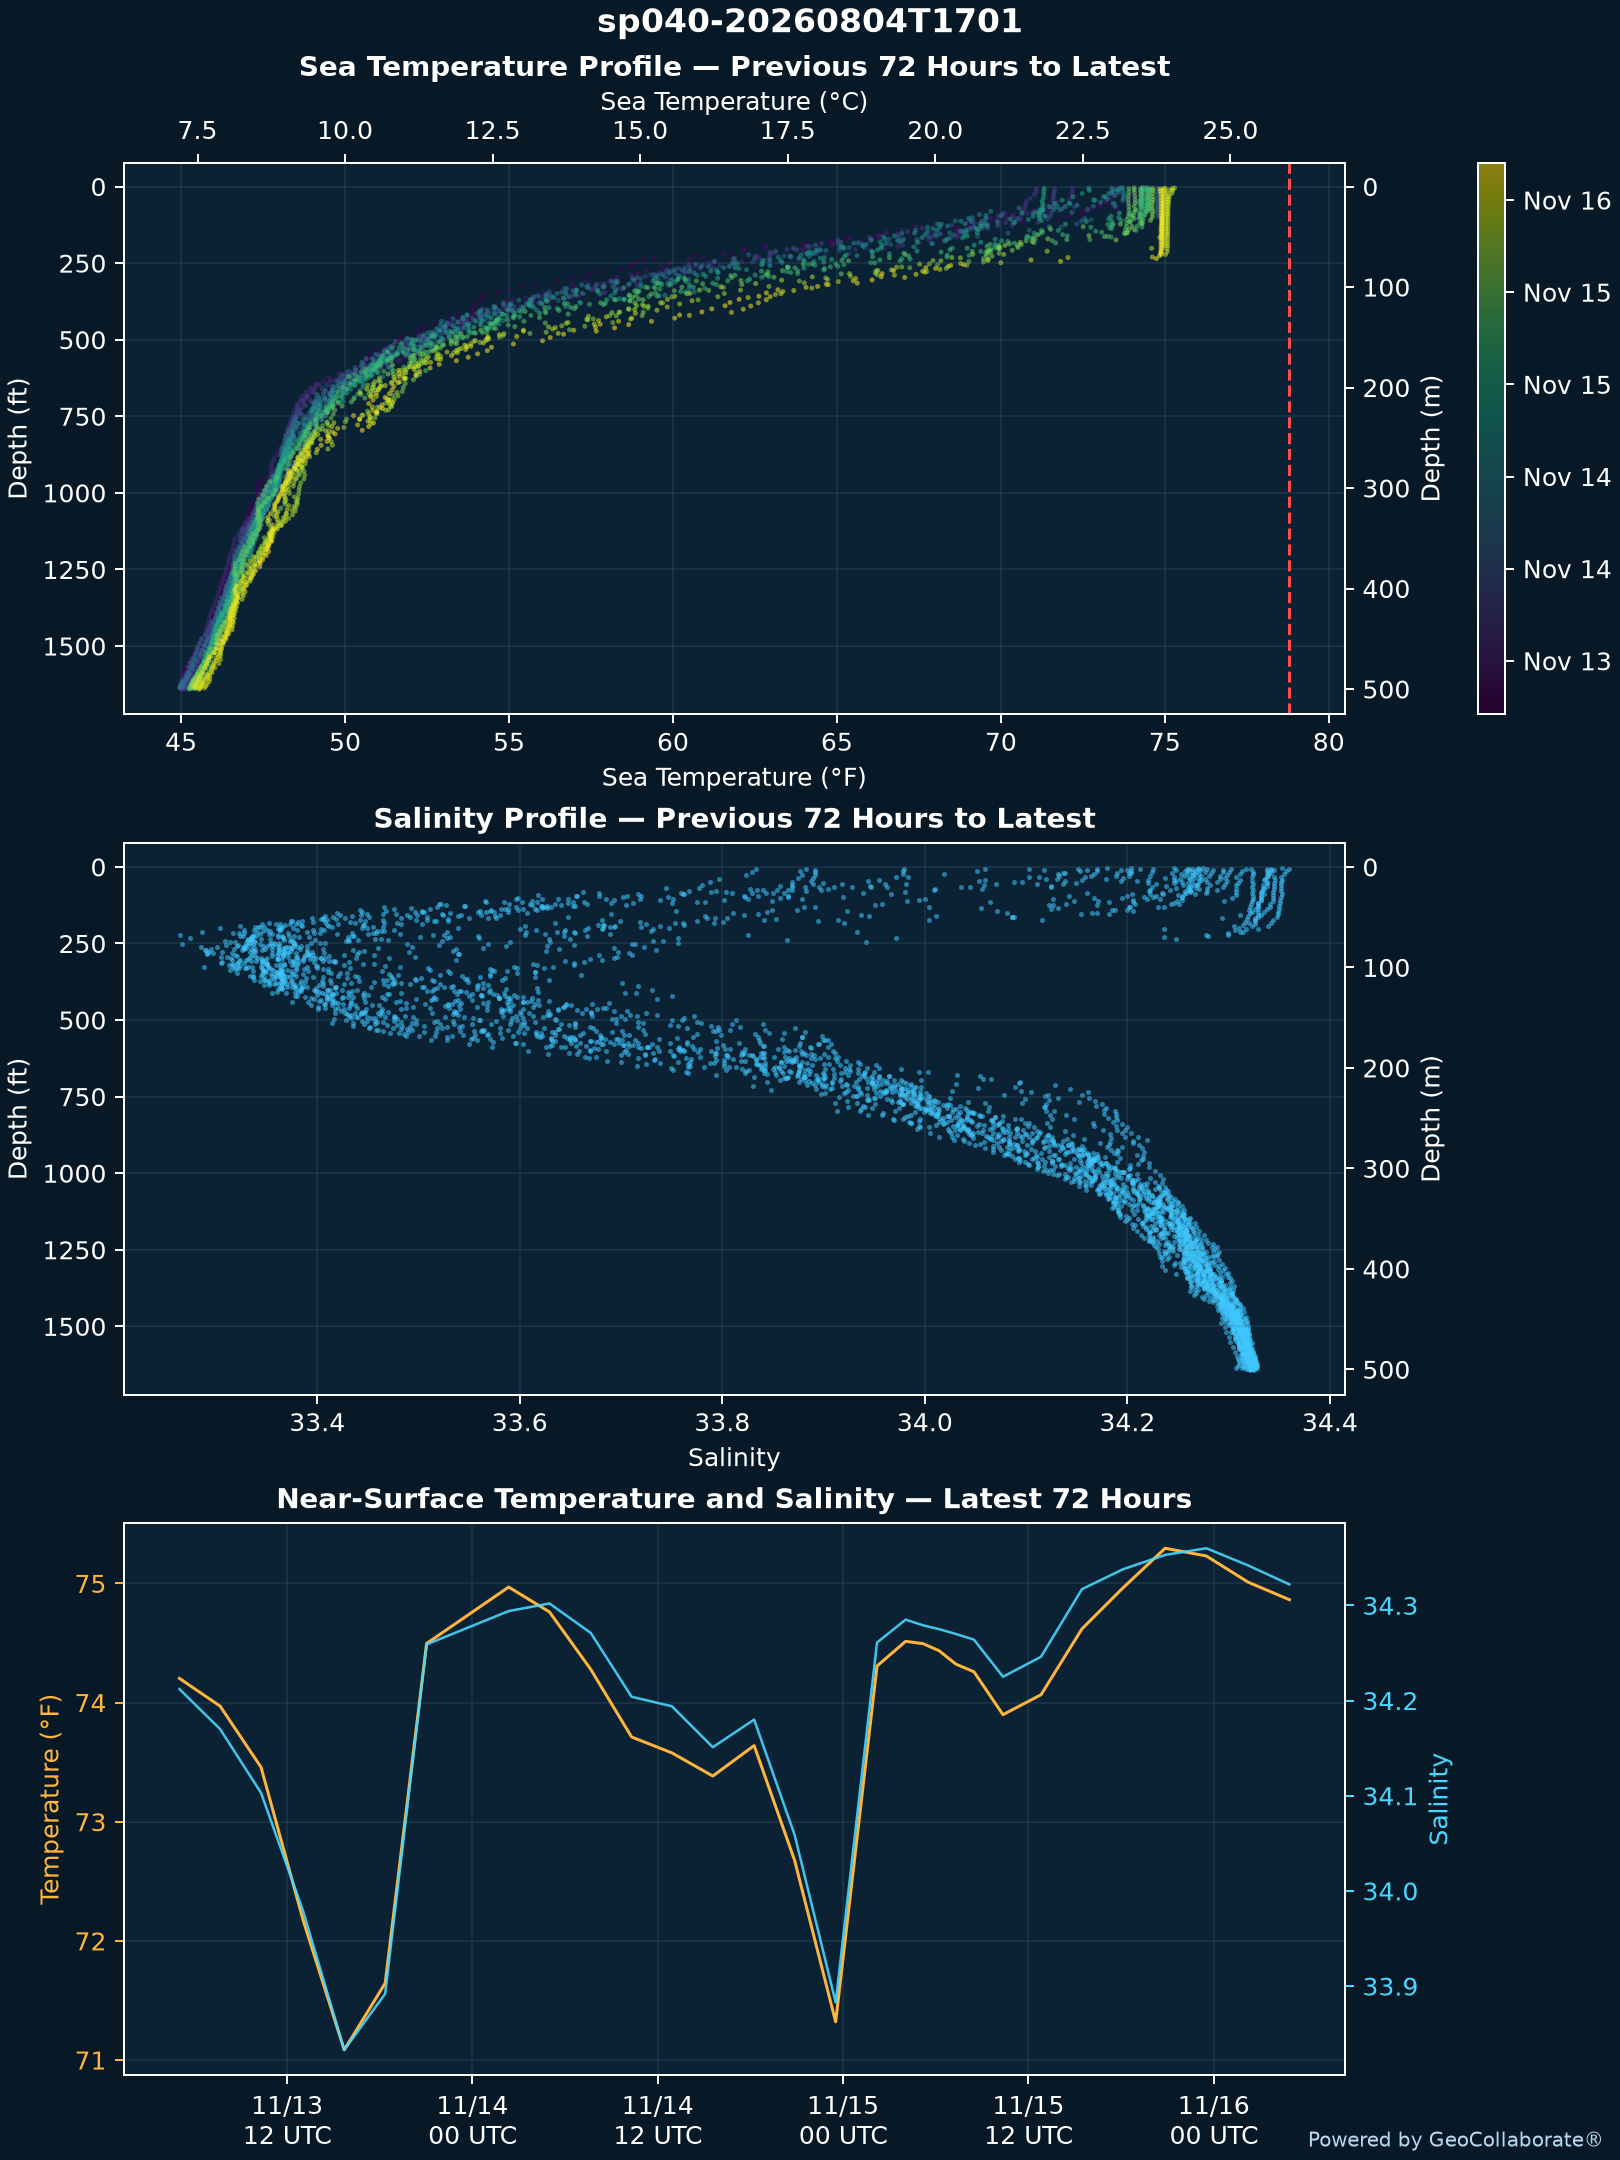 sp040-20260804T1701
Sea Temperature Profile — Previous 72 Hours to Latest
Sea Temperature (°C)
7.5 10.0 12.5 15.0 17.5 20.0 22.5 25.0
0 0
250
100
500
200
750
1000 300
1250
400
1500
500
Depth (ft)
Depth (m)
45 50 55 60 65 70 75 80
Sea Temperature (°F)
Nov 16
Nov 15
Nov 15
Nov 14
Nov 14
Nov 13
Salinity Profile — Previous 72 Hours to Latest
0 0
250
100
500
200
750
1000 300
1250
400
1500
500
Depth (ft)
Depth (m)
33.4 33.6 33.8 34.0 34.2 34.4
Salinity
Near-Surface Temperature and Salinity — Latest 72 Hours
75
34.3
74 34.2
34.1
73
34.0
72
33.9
71
Temperature (°F)
Salinity
11/13 11/14 11/14 11/15 11/15 11/16
12 UTC 00 UTC 12 UTC 00 UTC 12 UTC 00 UTC
Powered by GeoCollaborate®